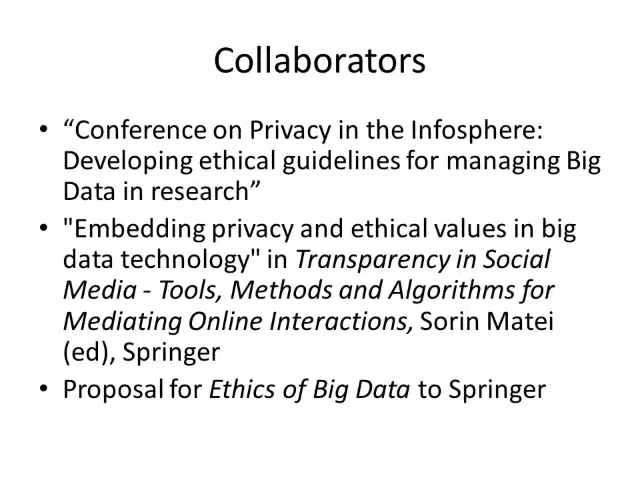 Collaborators
• “Conference on Privacy in the Infosphere:
Developing ethical guidelines for managing Big
Data in research”
• "Embedding privacy and ethical values in big
data technology" in Transparency in Social
Media - Tools, Methods and Algorithms for
Mediating Online Interactions, Sorin Matei
(ed), Springer
• Proposal for Ethics of Big Data to Springer